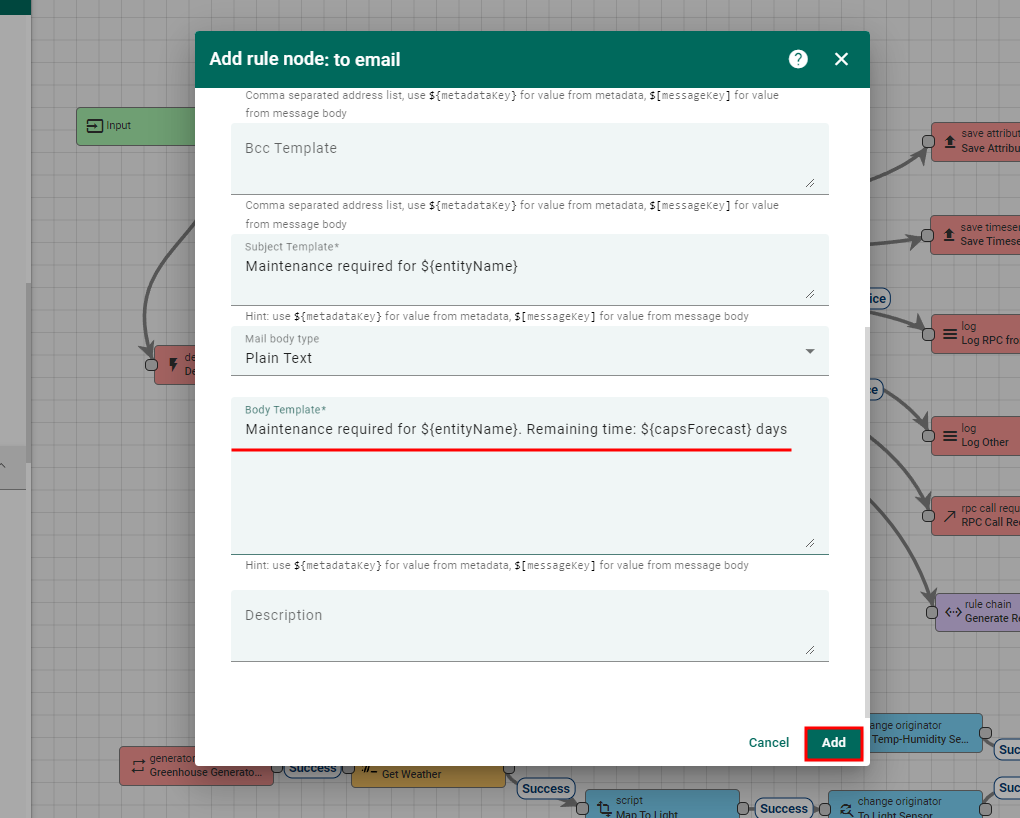 Add rule node: to email
?
Comma separated address list, use ${metadataKey} for value from metadata, $[messageKey] for value
from message body
Bcc Template
Comma separated address list, use ${metadataKey} for value from metadata, $[messageKey] for value
from message body
Subject Template*
Maintenance required for ${entityName}
Hint: use ${metadataKey} for value from metadata, $[messageKey] for value from message body
Mail body type
Plain Text
Body Template*
Maintenance required for ${entityName}. Remaining time: ${capsForecast} days
Hint: use ${metadataKey} for value from metadata, $[messageKey] for value from message body
Description
Cancel
Add
Input
de
De
save attribut
Save Attribu
save timeser
Save Timese
ice
log
Log RPC fro
e
log
Log Other
rpc call requ
RPC Call Rec
rule chain
Generate Re
generator
Greenhouse Generato...
Success
Get Weather
Success
script
Map To Light
Success
ange originator
Temp-Humidity Se...
Suc
change originator
To Light Sensor
Suc